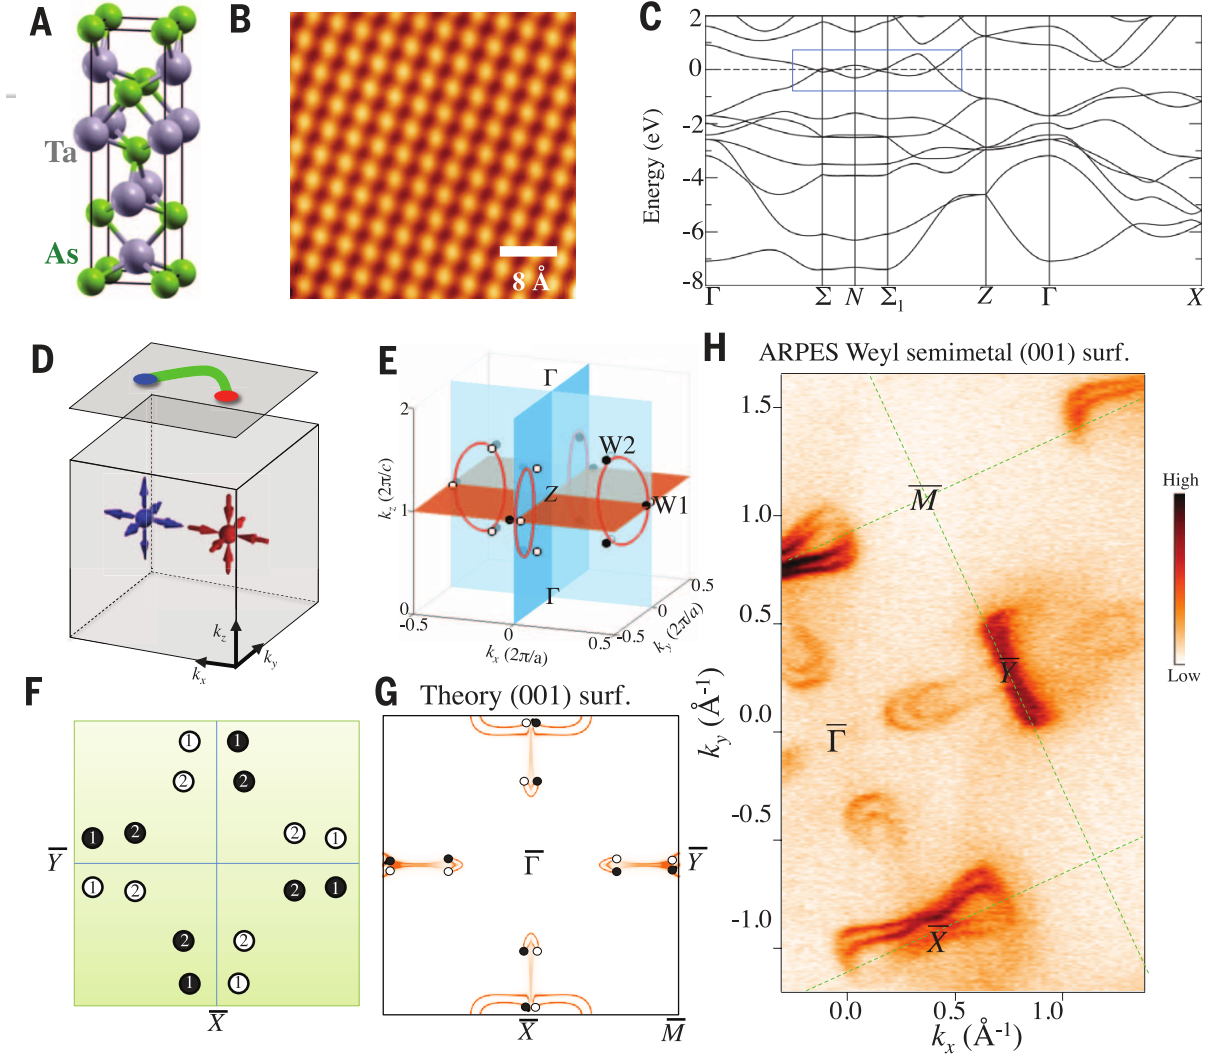 A
Ta
As
B
8 Å
C
2
0
-2
-4
-6
-8
Energy (eV)
Γ Σ N Σ1 Z Γ X
D
kz
ky
kx
E
Γ
W2
Z
W1
Γ
2
1
0
kz (2π/c)
-0.5 0 0.5
kx (2π/a)
-0.5 0 0.5
ky (2π/a)
F
1 1
2 2
1 2 2 1
Y
1 2 2 1
2 2
1 1
X
G Theory (001) surf.
Γ Y
X M
H ARPES Weyl semimetal (001) surf.
1.5
1.0
0.5
0.0
-0.5
-1.0
ky (Å-1)
M
Y
Γ
X
0.0 0.5 1.0
kx (Å-1)
High
Low